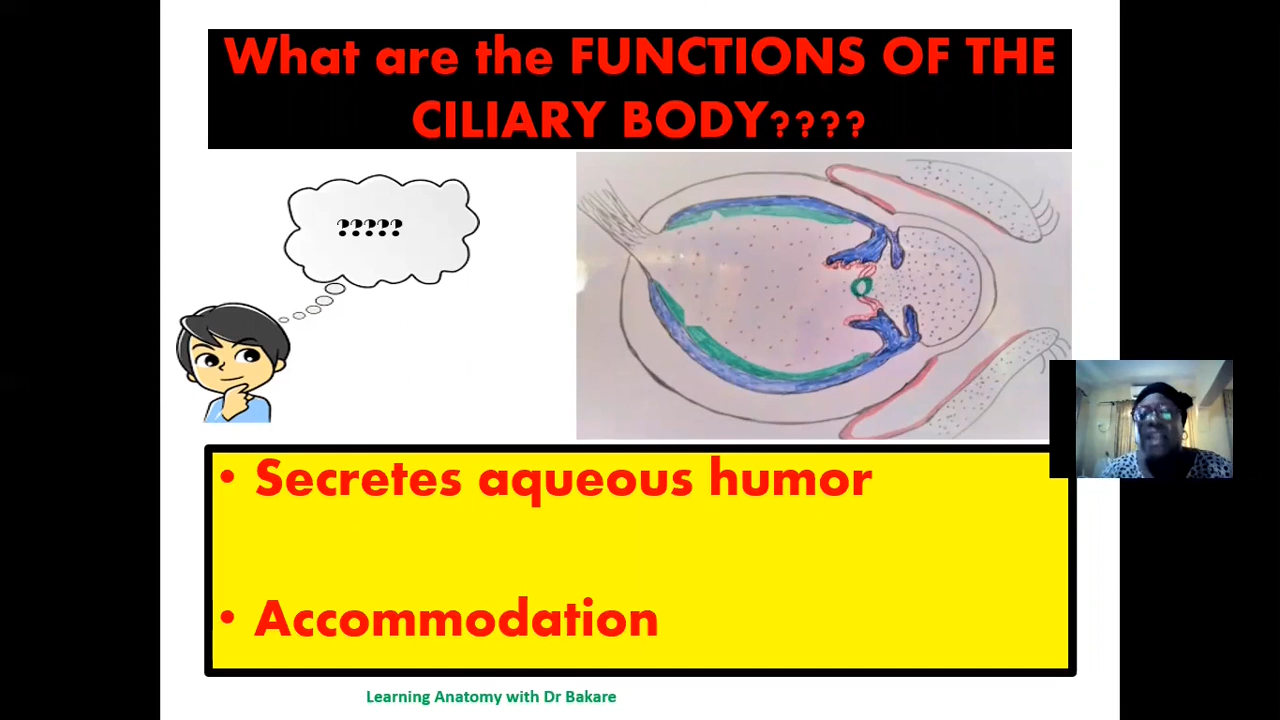 What are the FUNCTIONS OF THE
CILIARY BODY????
?????
• Secretes aqueous humor
• Accommodation
Learning Anatomy with Dr Bakare